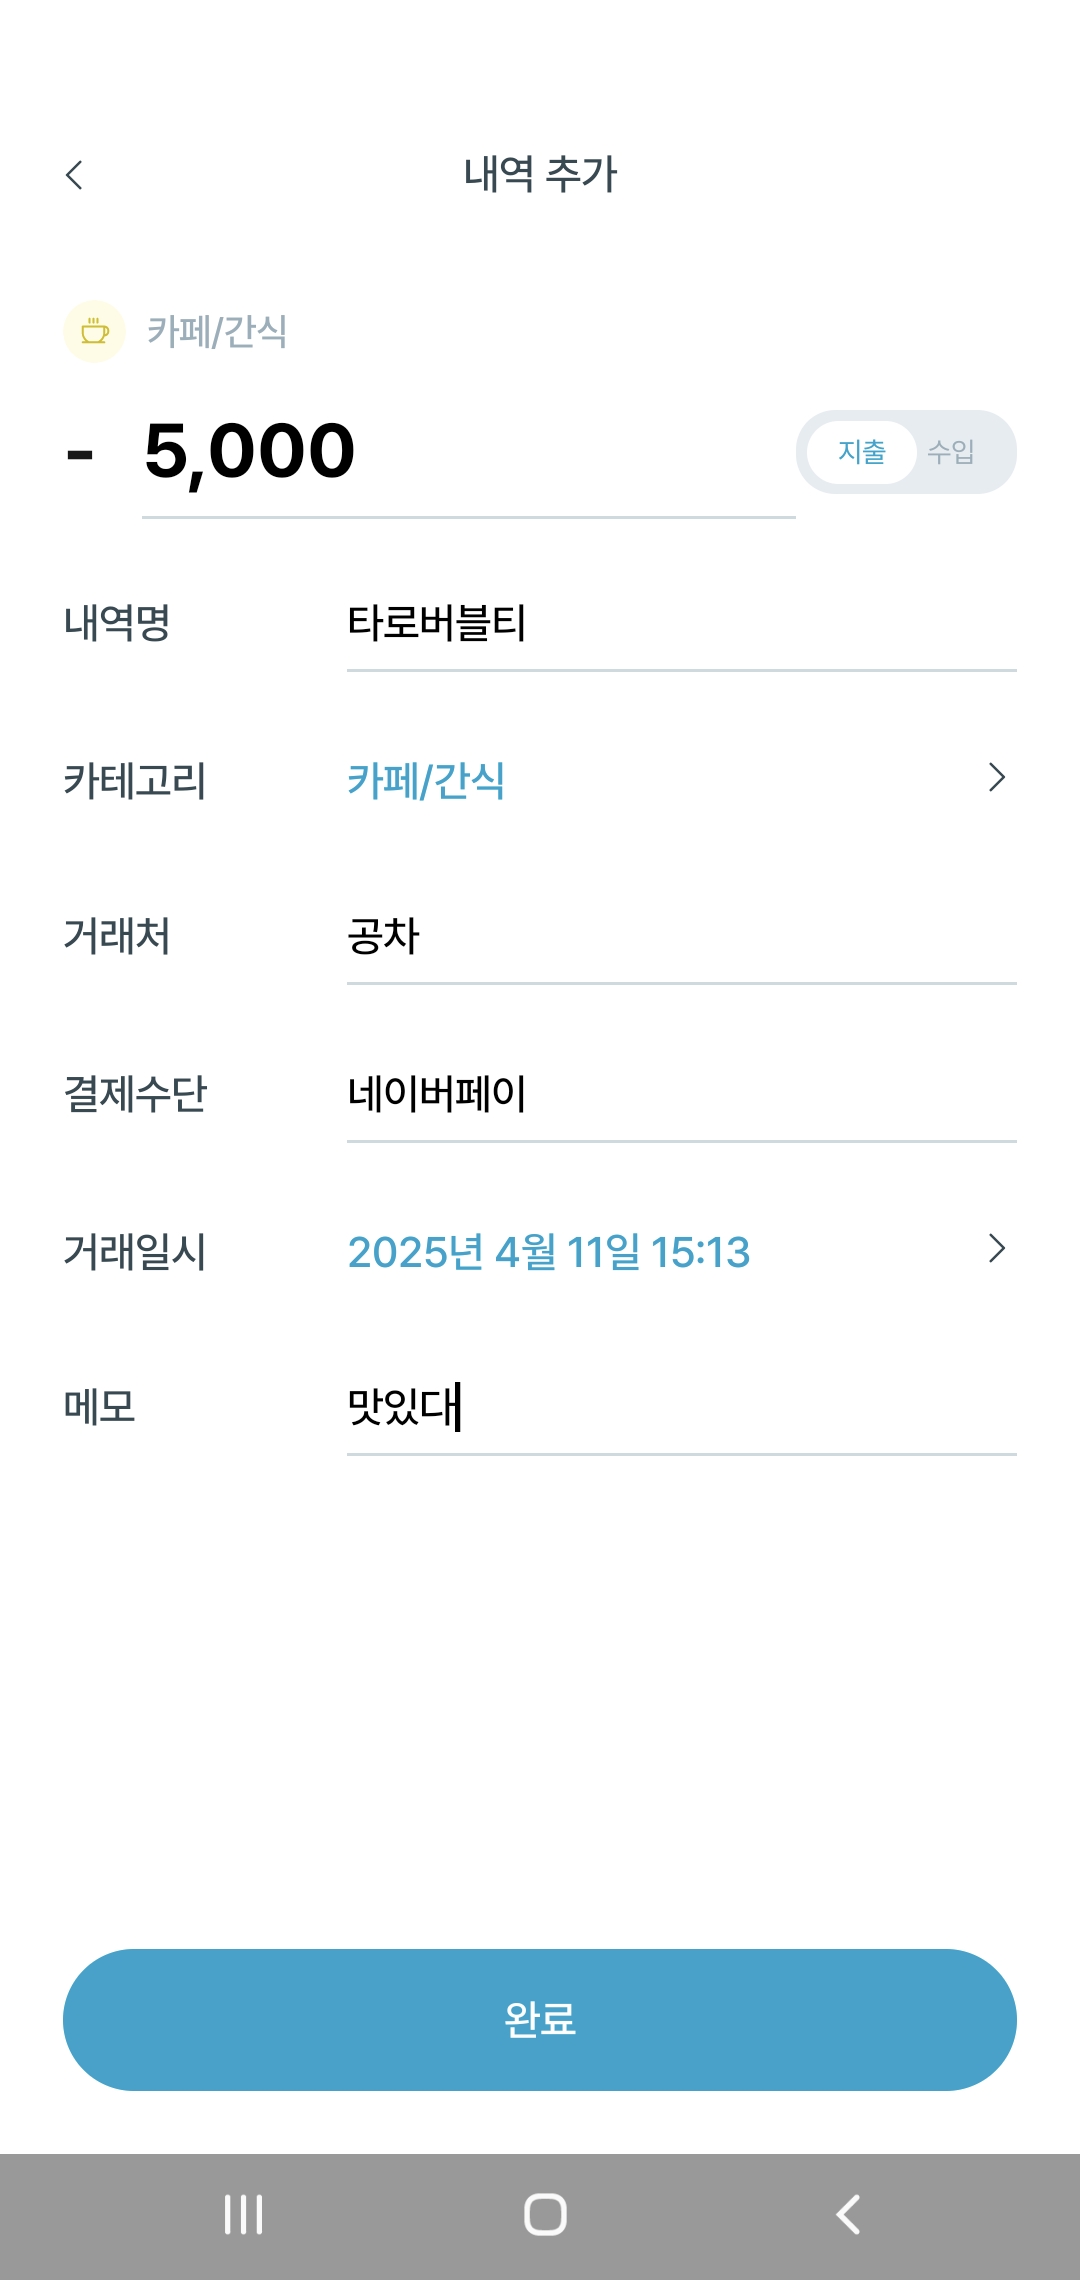 내역 추가
카페/간식
- 5,000
지출 수입
내역명 타로버블티
카테고리 카페/간식
거래처 공차
결제수단 네이버페이
거래일시 2025년 4월 11일 15:13
메모 맛있대
완료